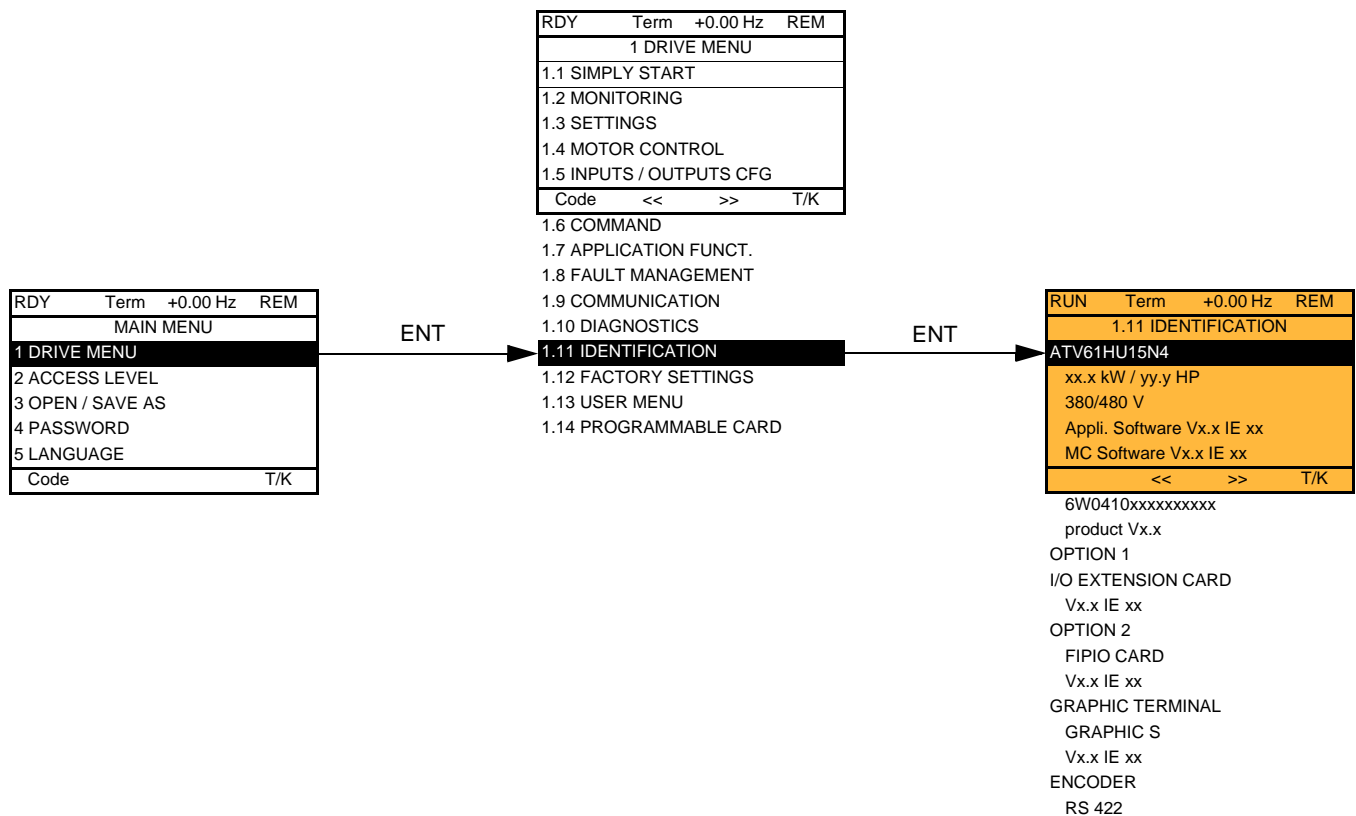 RDY Term +0.00 Hz REM
MAIN MENU
1 DRIVE MENU
2 ACCESS LEVEL
3 OPEN / SAVE AS
4 PASSWORD
5 LANGUAGE
Code T/K
ENT
RDY Term +0.00 Hz REM
1 DRIVE MENU
1.1 SIMPLY START
1.2 MONITORING
1.3 SETTINGS
1.4 MOTOR CONTROL
1.5 INPUTS / OUTPUTS CFG
Code << >> T/K
1.6 COMMAND
1.7 APPLICATION FUNCT.
1.8 FAULT MANAGEMENT
1.9 COMMUNICATION
1.10 DIAGNOSTICS
1.11 IDENTIFICATION
1.12 FACTORY SETTINGS
1.13 USER MENU
1.14 PROGRAMMABLE CARD
ENT
RUN Term +0.00 Hz REM
1.11 IDENTIFICATION
ATV61HU15N4
xx.x kW / yy.y HP
380/480 V
Appli. Software Vx.x IE xx
MC Software Vx.x IE xx
<< >> T/K
6W0410xxxxxxxxxx
product Vx.x
OPTION 1
I/O EXTENSION CARD
Vx.x IE xx
OPTION 2
FIPIO CARD
Vx.x IE xx
GRAPHIC TERMINAL
GRAPHIC S
Vx.x IE xx
ENCODER
RS 422